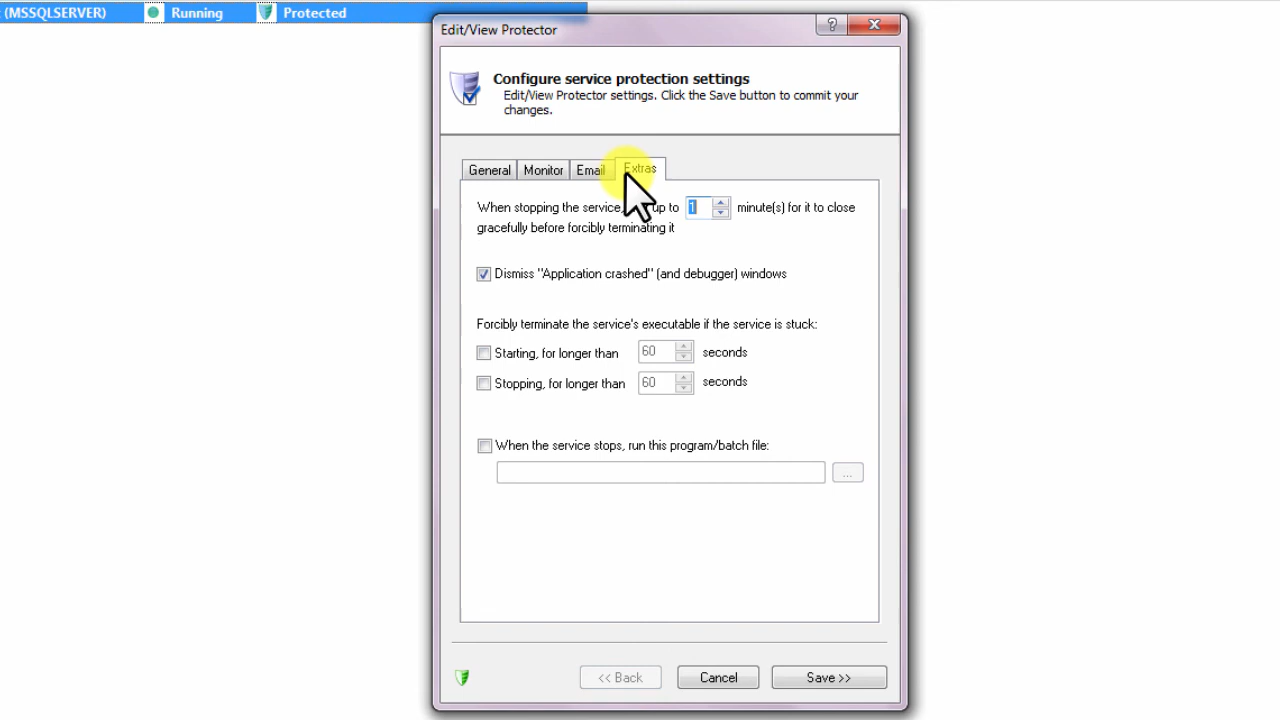 (MSSQLSERVER) Running Protected
Edit/View Protector
Configure service protection settings
Edit/View Protector settings. Click the Save button to commit your
changes.
General Monitor Email Extras
When stopping the service, up to 1 minute(s) for it to close
gracefully before forcibly terminating it
Dismiss "Application crashed" (and debugger) windows
Forcibly terminate the service's executable if the service is stuck:
Starting, for longer than 60 seconds
Stopping, for longer than 60 seconds
When the service stops, run this program/batch file:
...
<< Back Cancel Save >>